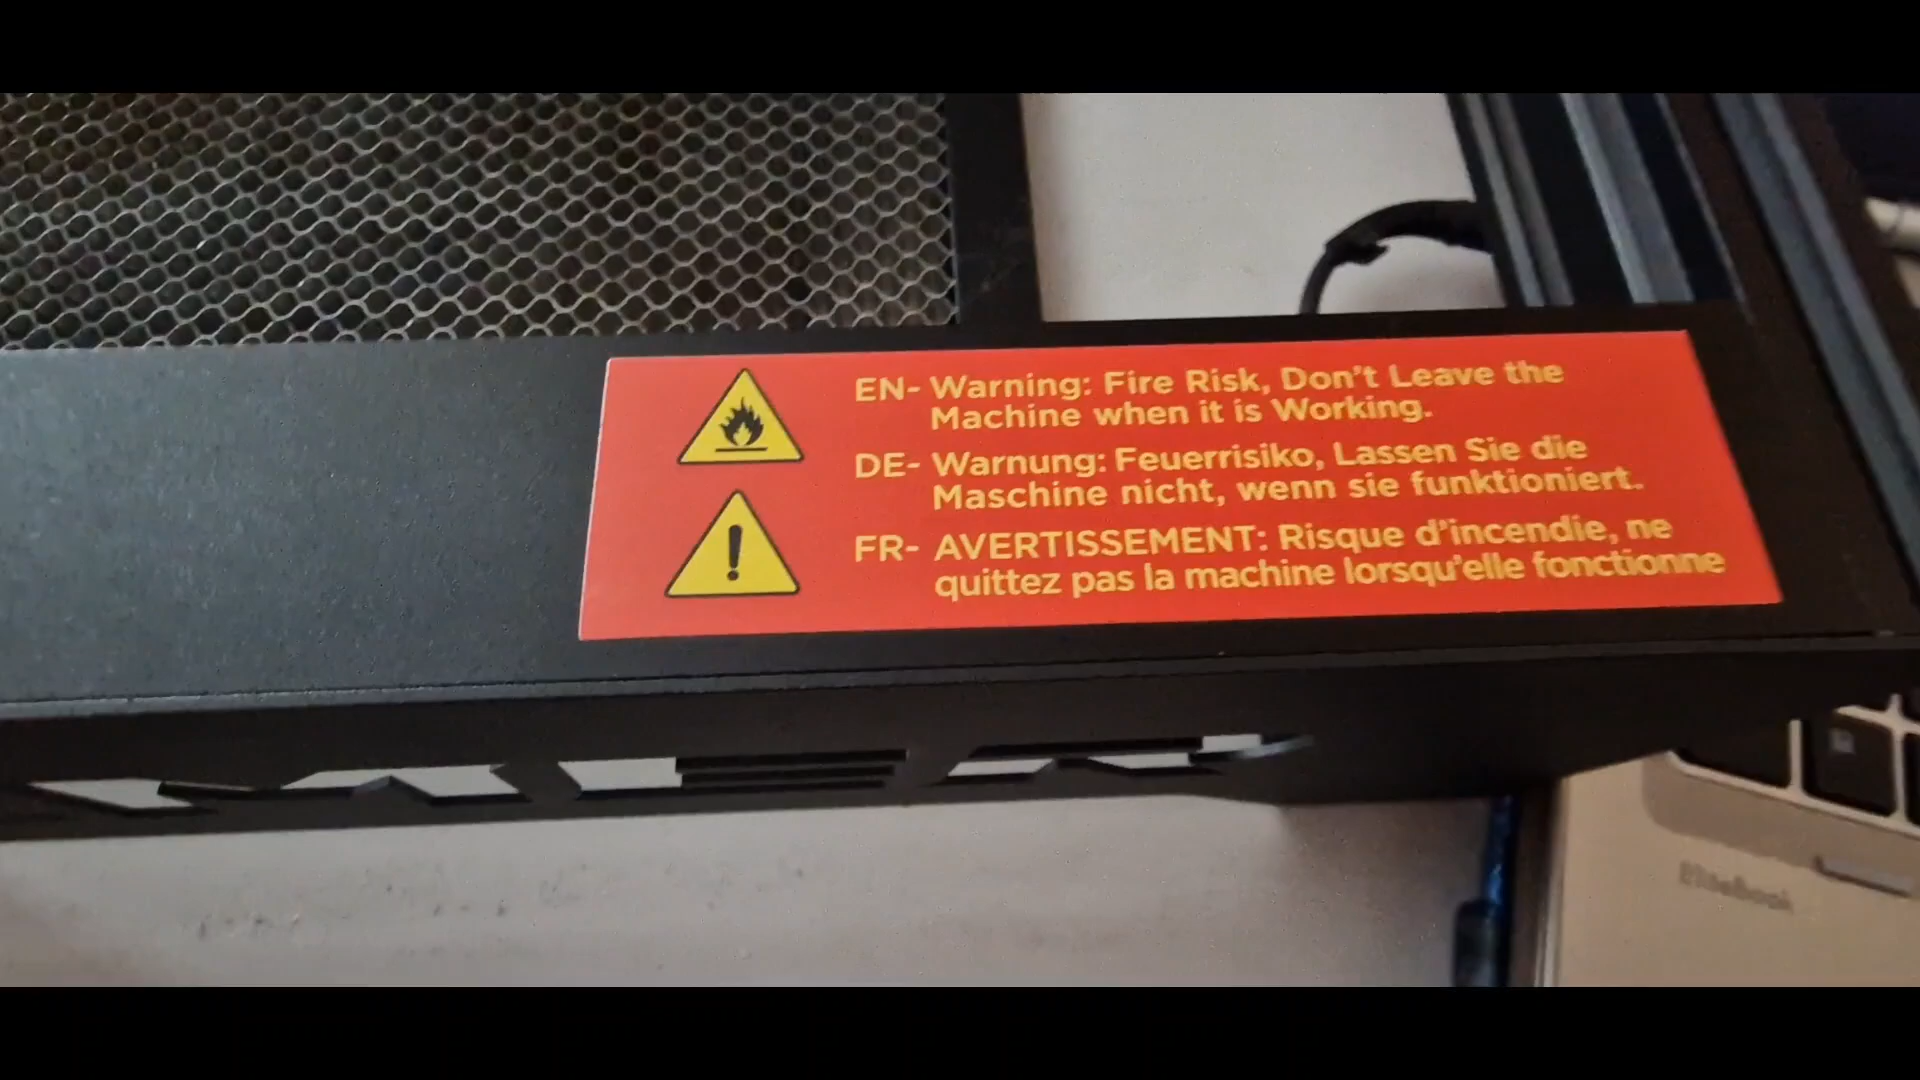 EN- Warning: Fire Risk, Don't Leave the
Machine when it is Working.
DE- Warnung: Feuerrisiko, Lassen Sie die
Maschine nicht, wenn sie funktioniert.
FR- AVERTISSEMENT: Risque d'incendie, ne
quittez pas la machine lorsqu'elle fonctionne
EliteBook